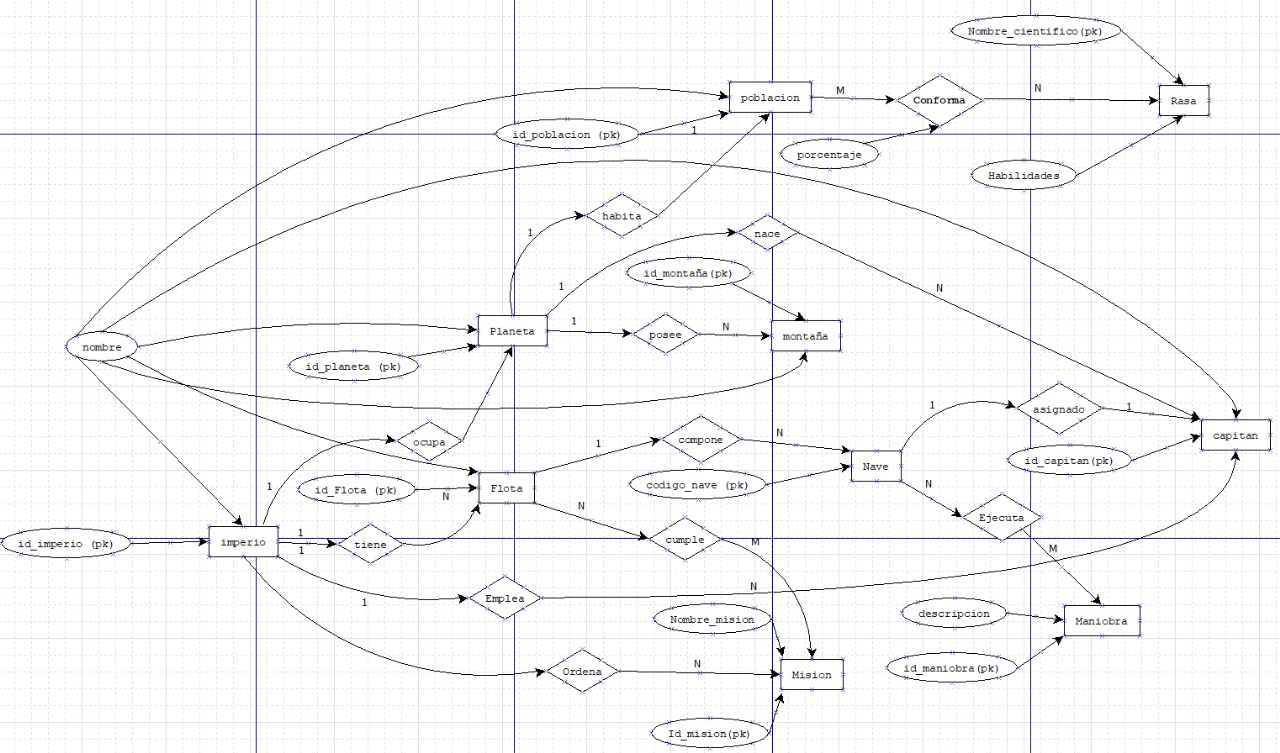 Nombre_cientifico(pk)
poblacion
M
Conforma
N
Rasa
id_poblacion (pk)
1
porcentaje
Habilidades
habita
1
nace
id_montaña(pk)
1
N
Planeta
1
posee
N
montaña
nombre
id_planeta (pk)
ocupa
1
asignado
1
capitan
compone
N
1
id_capitan(pk)
Nave
id_Flota (pk)
N
Flota
codigo_nave (pk)
N
1
N
Ejecuta
id_imperio (pk)
imperio
1
1
tiene
cumple
M
M
Emplea
N
1
Nombre_mision
descripcion
Maniobra
Ordena
N
Mision
id_maniobra(pk)
Id_mision(pk)